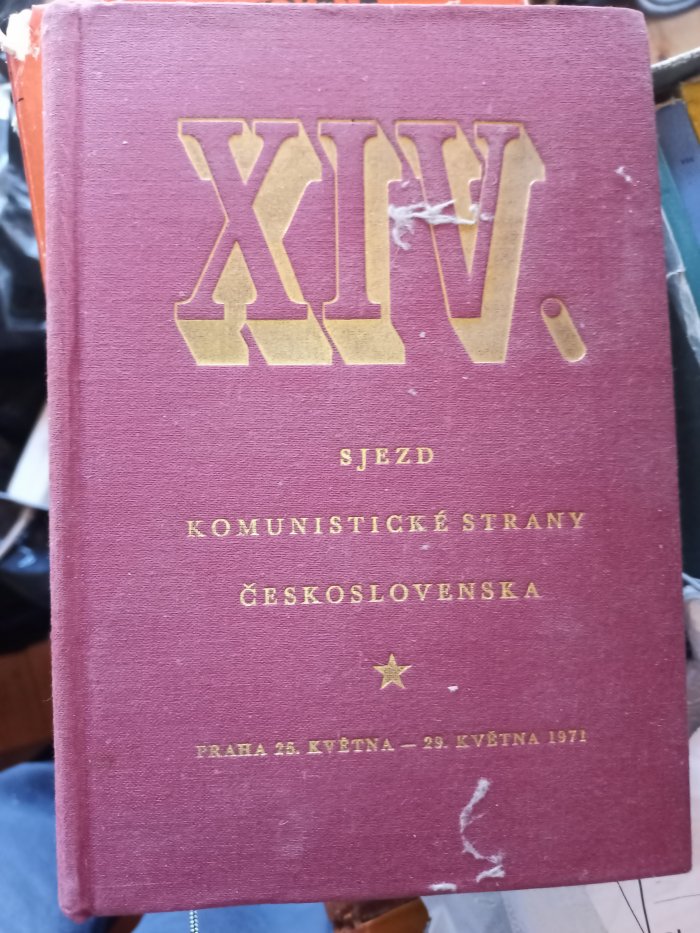 XIV.
SJEZD
KOMUNISTICKÉ STRANY
ČESKOSLOVENSKA
PRAHA 25. KVĚTNA — 29. KVĚTNA 1971